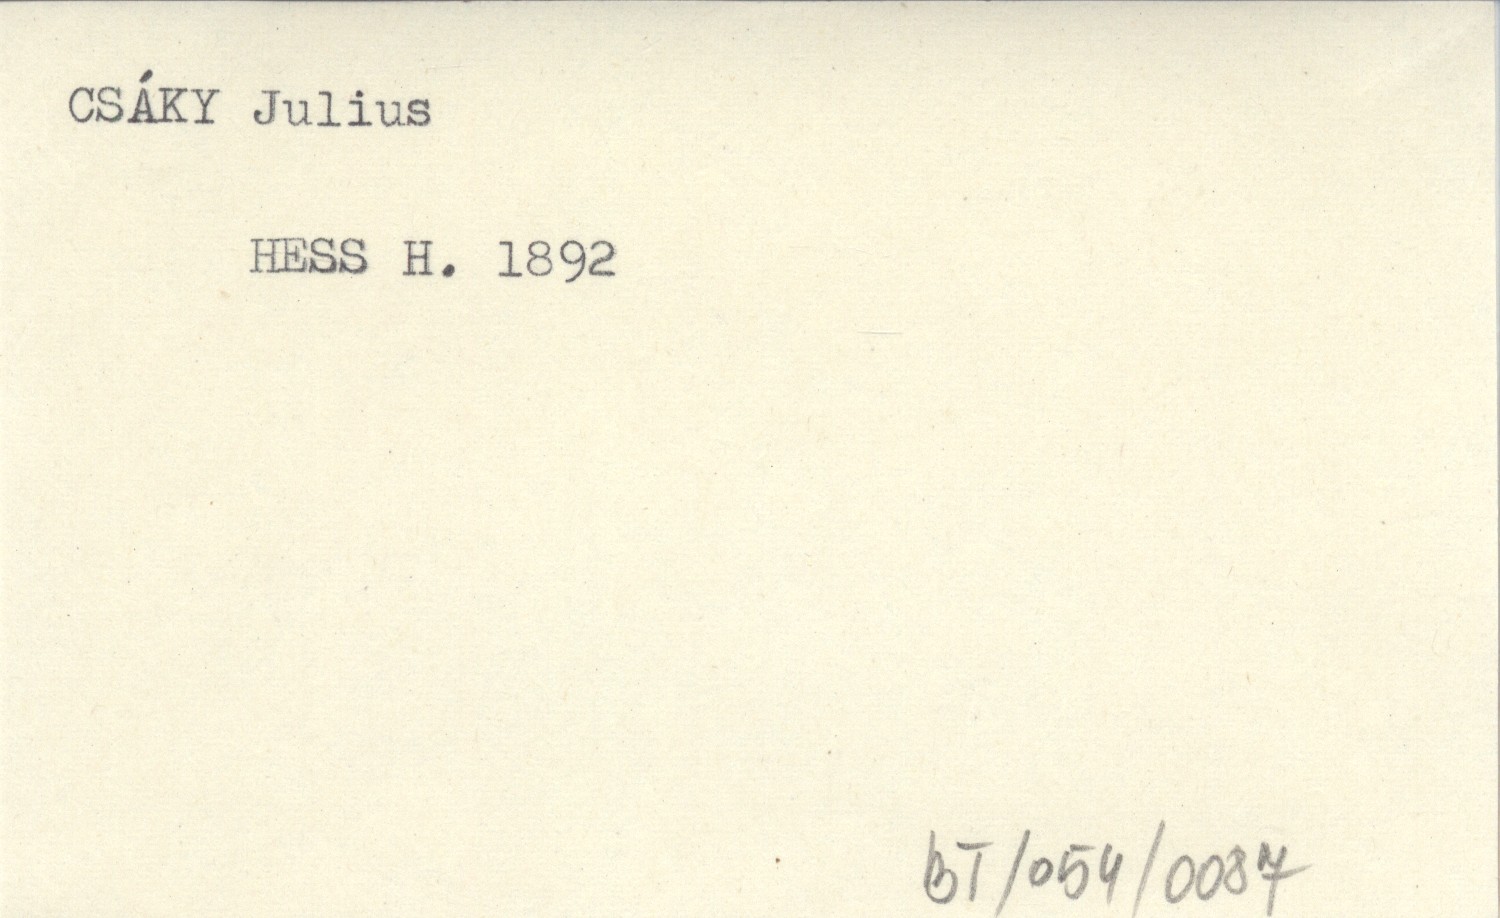 CSÁKY Julius
HESS H. 1892
BT/054/0087